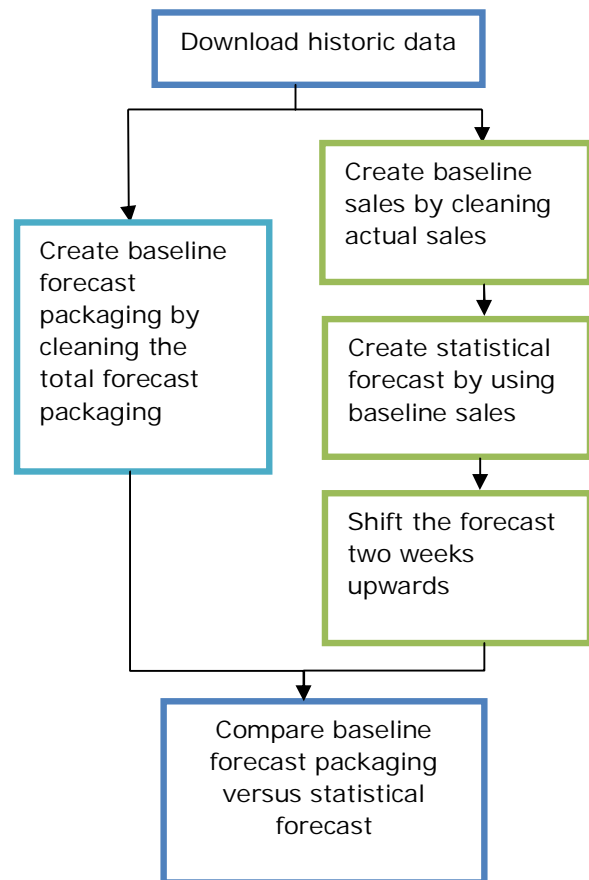 Download historic data
Create baseline
sales by cleaning
actual sales
Create baseline
forecast
packaging by
cleaning the
total forecast
packaging
Create statistical
forecast by using
baseline sales
Shift the forecast
two weeks
upwards
Compare baseline
forecast packaging
versus statistical
forecast